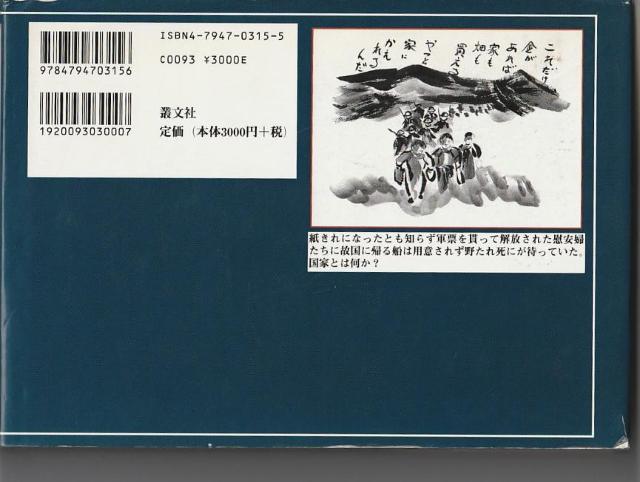 ISBN4-7947-0315-5
C0093 ¥3000E
9784794703156
1920093030007
叢文社
定価（本体3000円＋税）
これだけ
金が
あれば
畑も
家も
買える
やっと
家に
かえ
れる
んだ
紙きれになったとも知らず軍票を貰って解放された慰安婦
たちに故国に帰る船は用意されず野たれ死にが待っていた。
国家とは何か？